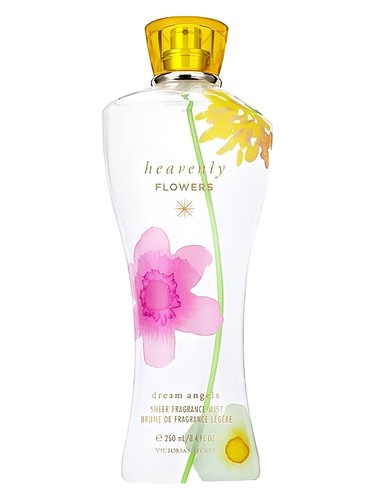 heavenly
FLOWERS
dream angels
SHEER FRAGRANCE MIST
BRUME DE FRAGRANCE LÉGÈRE
℮ 250 mL/8.4 FL OZ
VICTORIA'S SECRET